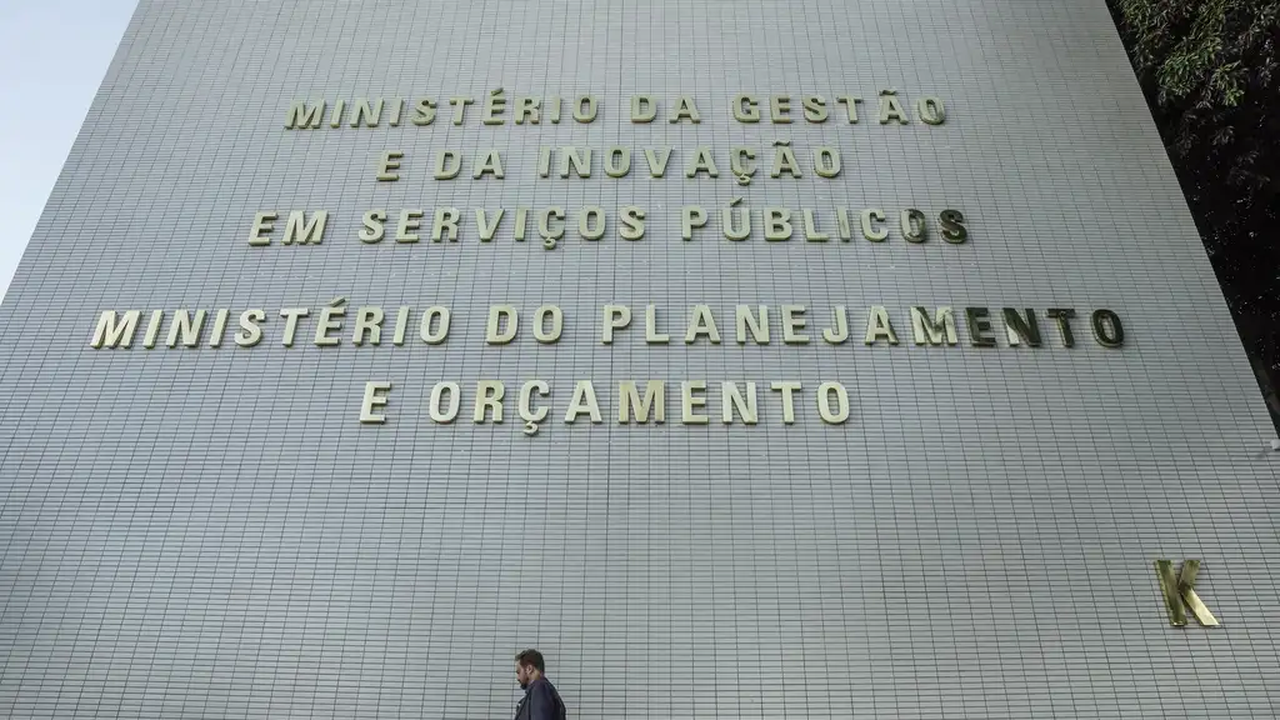 MINISTÉRIO DA GESTÃO
E DA INOVAÇÃO
EM SERVIÇOS PÚBLICOS
MINISTÉRIO DO PLANEJAMENTO
E ORÇAMENTO
K